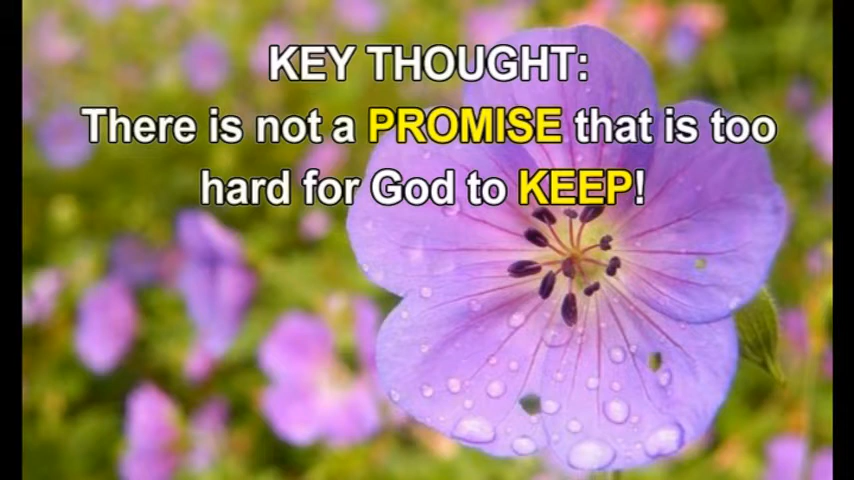 KEY THOUGHT:
There is not a PROMISE that is too
hard for God to KEEP!